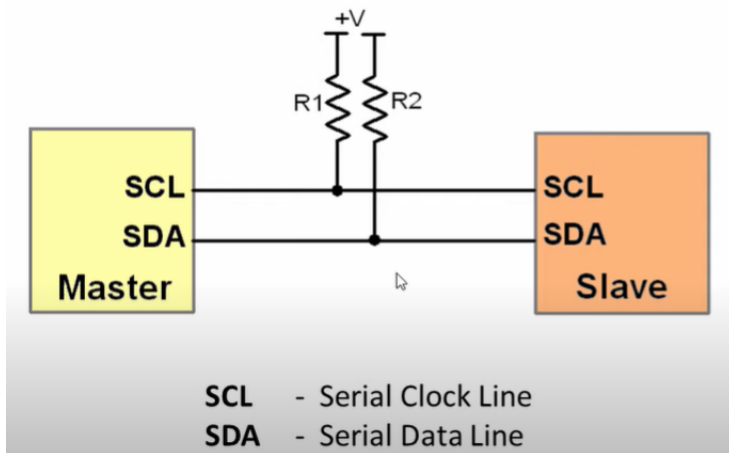 +V
R1 R2
SCL SCL
SDA SDA
Master Slave
SCL - Serial Clock Line
SDA - Serial Data Line